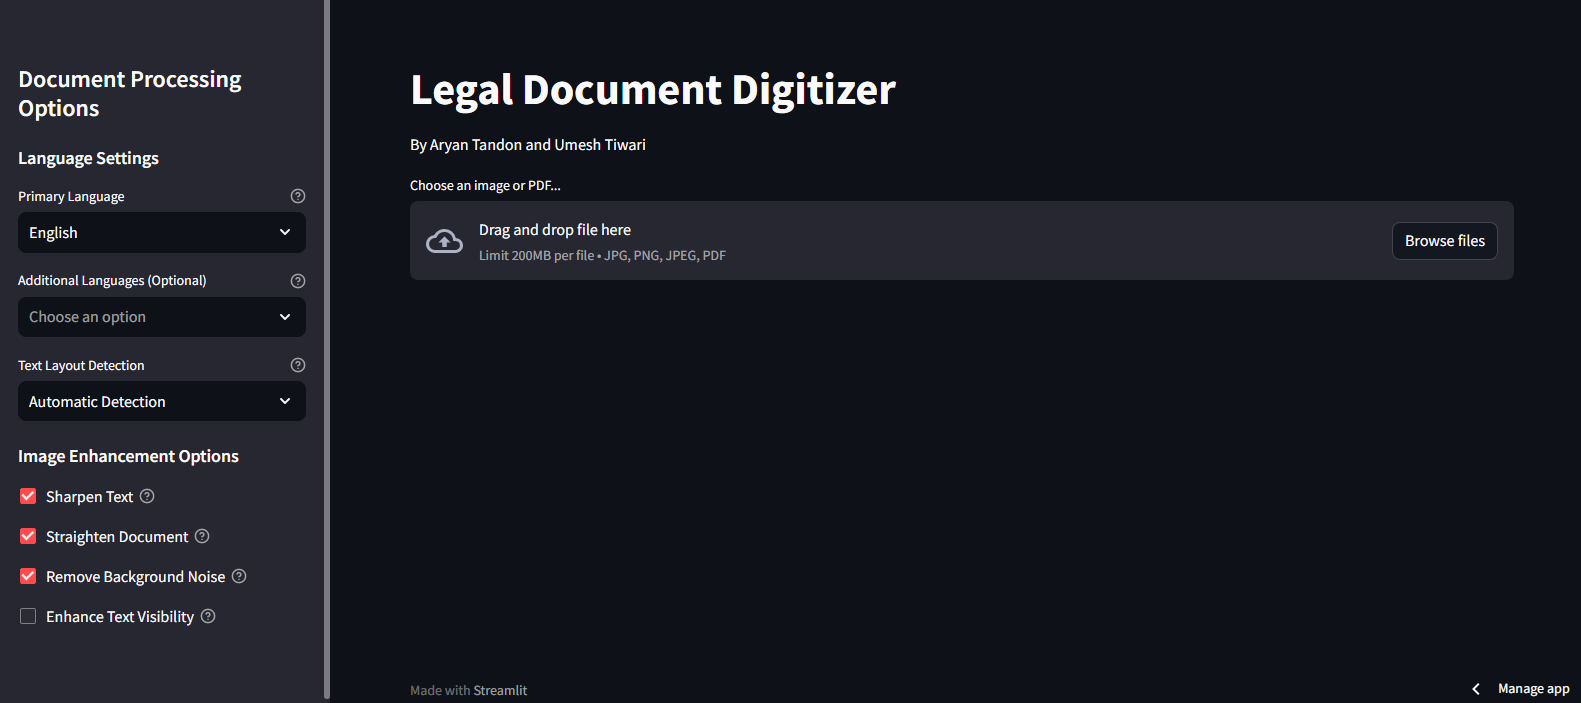 Document Processing
Options
Language Settings
Primary Language
English
Additional Languages (Optional)
Choose an option
Text Layout Detection
Automatic Detection
Image Enhancement Options
Sharpen Text
Straighten Document
Remove Background Noise
Enhance Text Visibility
Legal Document Digitizer
By Aryan Tandon and Umesh Tiwari
Choose an image or PDF...
Drag and drop file here
Limit 200MB per file • JPG, PNG, JPEG, PDF
Browse files
Made with Streamlit
Manage app